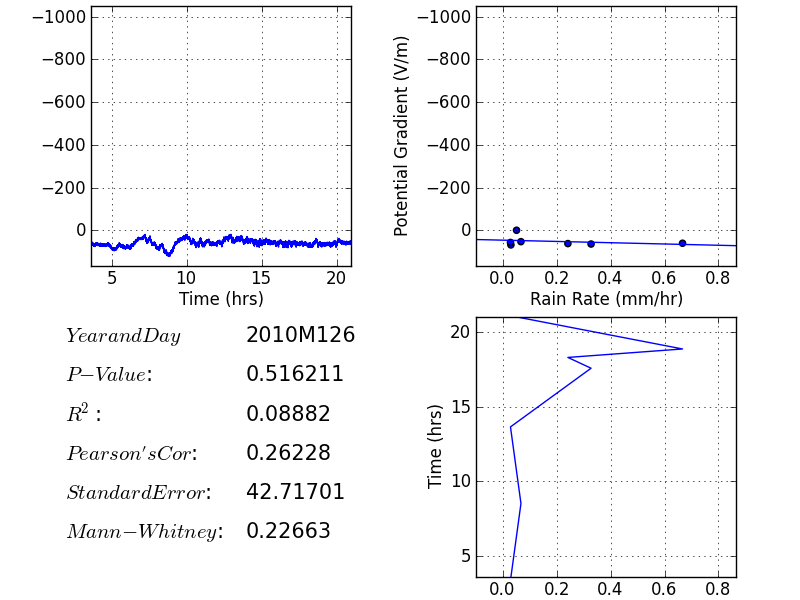 −1000
−800
−600
−400
−200
0
5 10 15 20
Time (hrs)
Potential Gradient (V/m)
−1000
−800
−600
−400
−200
0
0.0 0.2 0.4 0.6 0.8
Rain Rate (mm/hr)
YearandDay 2010M126
P−Value: 0.516211
R² : 0.08882
Pearson'sCor: 0.26228
StandardError: 42.71701
Mann−Whitney: 0.22663
Time (hrs)
20
15
10
5
0.0 0.2 0.4 0.6 0.8